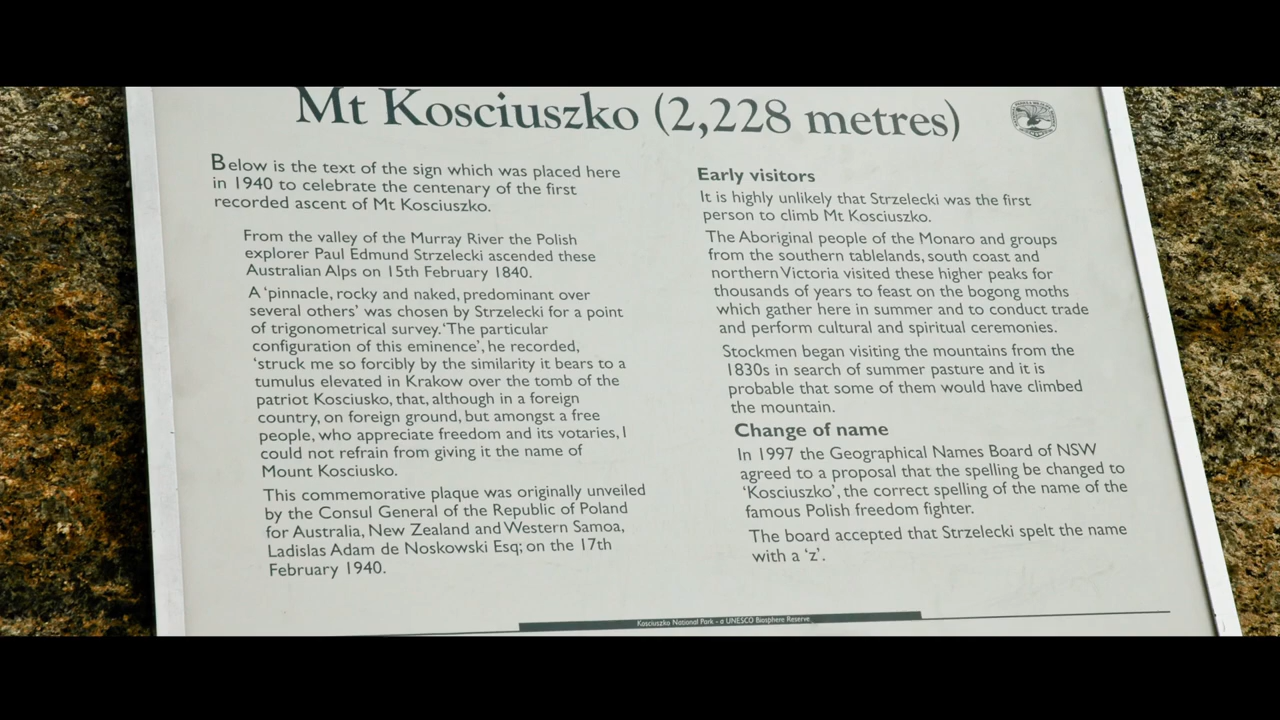 Mt Kosciuszko (2,228 metres)
Below is the text of the sign which was placed here
in 1940 to celebrate the centenary of the first
recorded ascent of Mt Kosciuszko.
From the valley of the Murray River the Polish
explorer Paul Edmund Strzelecki ascended these
Australian Alps on 15th February 1840.
A ‘pinnacle, rocky and naked, predominant over
several others’ was chosen by Strzelecki for a point
of trigonometrical survey. ‘The particular
configuration of this eminence’, he recorded,
‘struck me so forcibly by the similarity it bears to a
tumulus elevated in Krakow over the tomb of the
patriot Kosciusko, that, although in a foreign
country, on foreign ground, but amongst a free
people, who appreciate freedom and its votaries, I
could not refrain from giving it the name of
Mount Kosciusko.
This commemorative plaque was originally unveiled
by the Consul General of the Republic of Poland
for Australia, New Zealand and Western Samoa,
Ladislas Adam de Noskowski Esq; on the 17th
February 1940.
Early visitors
It is highly unlikely that Strzelecki was the first
person to climb Mt Kosciuszko.
The Aboriginal people of the Monaro and groups
from the southern tablelands, south coast and
northern Victoria visited these higher peaks for
thousands of years to feast on the bogong moths
which gather here in summer and to conduct trade
and perform cultural and spiritual ceremonies.
Stockmen began visiting the mountains from the
1830s in search of summer pasture and it is
probable that some of them would have climbed
the mountain.
Change of name
In 1997 the Geographical Names Board of NSW
agreed to a proposal that the spelling be changed to
‘Kosciuszko’, the correct spelling of the name of the
famous Polish freedom fighter.
The board accepted that Strzelecki spelt the name
with a ‘z’.
Kosciuszko National Park - a UNESCO Biosphere Reserve